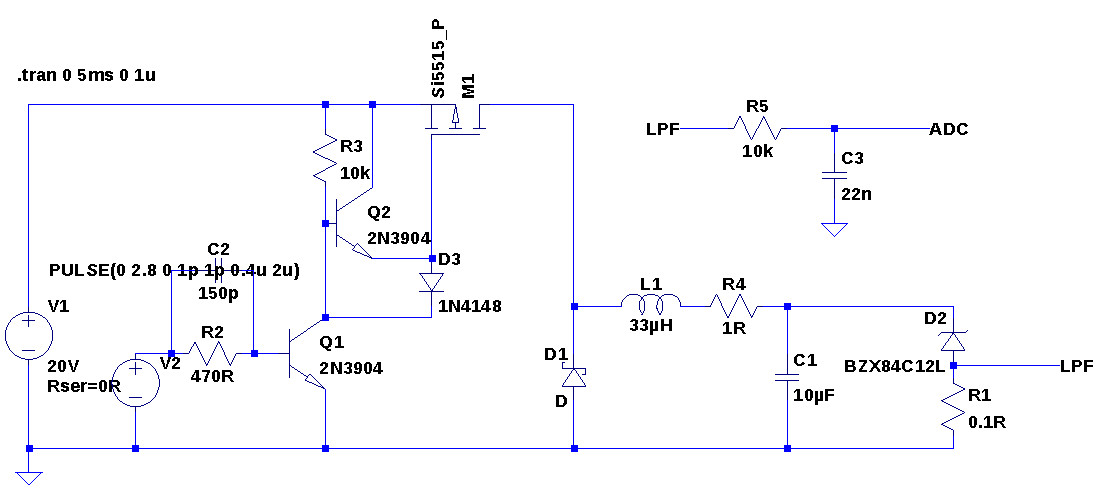 .tran 0 5ms 0 1u
Si5515_P
M1
R3
10k
Q2
2N3904
D3
1N4148
C2
PULSE(0 2.8 0 1p 1p 0.4u 2u)
150p
V1
20V
Rser=0R
V2
R2
470R
Q1
2N3904
R5
LPF
10k
ADC
C3
22n
L1
33µH
R4
1R
D1
D
C1
10µF
D2
BZX84C12L
LPF
R1
0.1R